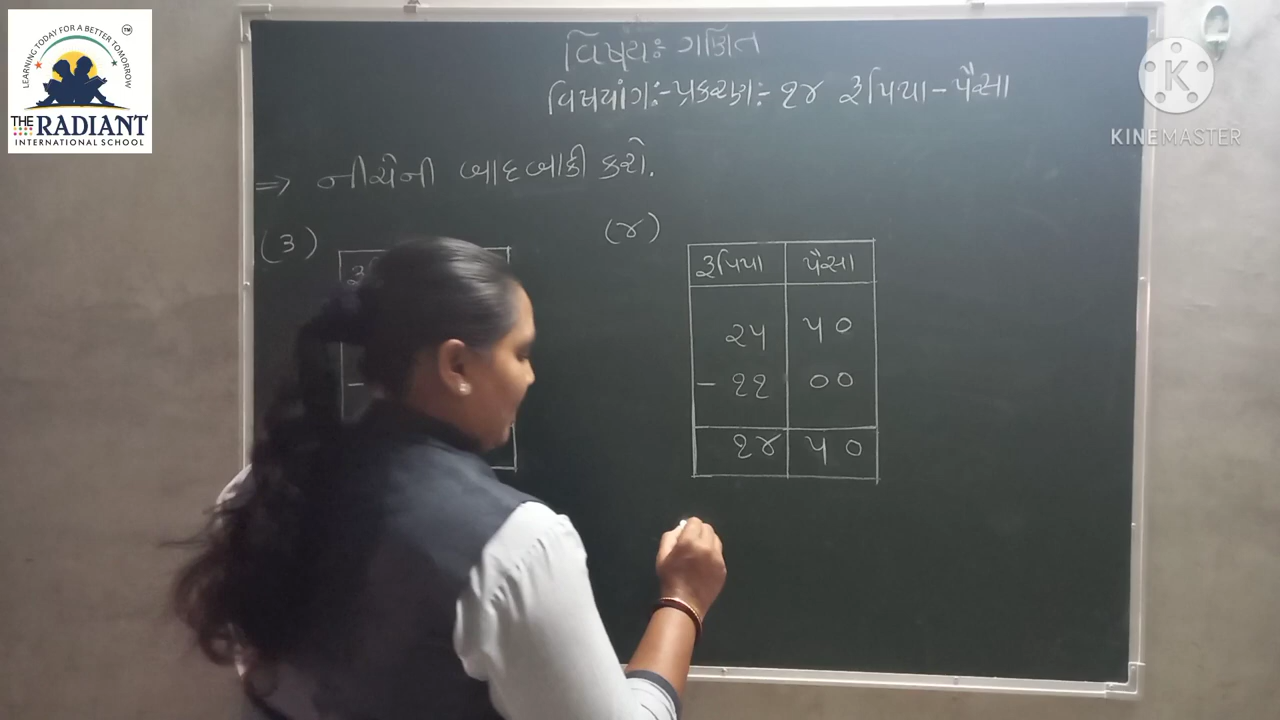 LEARNING TODAY FOR A BETTER TOMORROW
TM
THE RADIANT
INTERNATIONAL SCHOOL
KINEMASTER
વિષય:- ગણિત
વિષયાંગ:- પ્રકરણ:- ૧૪ રૂપિયા - પૈસા
⇒ નીચેની બાદબાકી કરો.
(૩)
(૪)
રૂપિયા પૈસા
૨૫ ૫૦
- ૧૧ ૦૦
૧૪ ૫૦